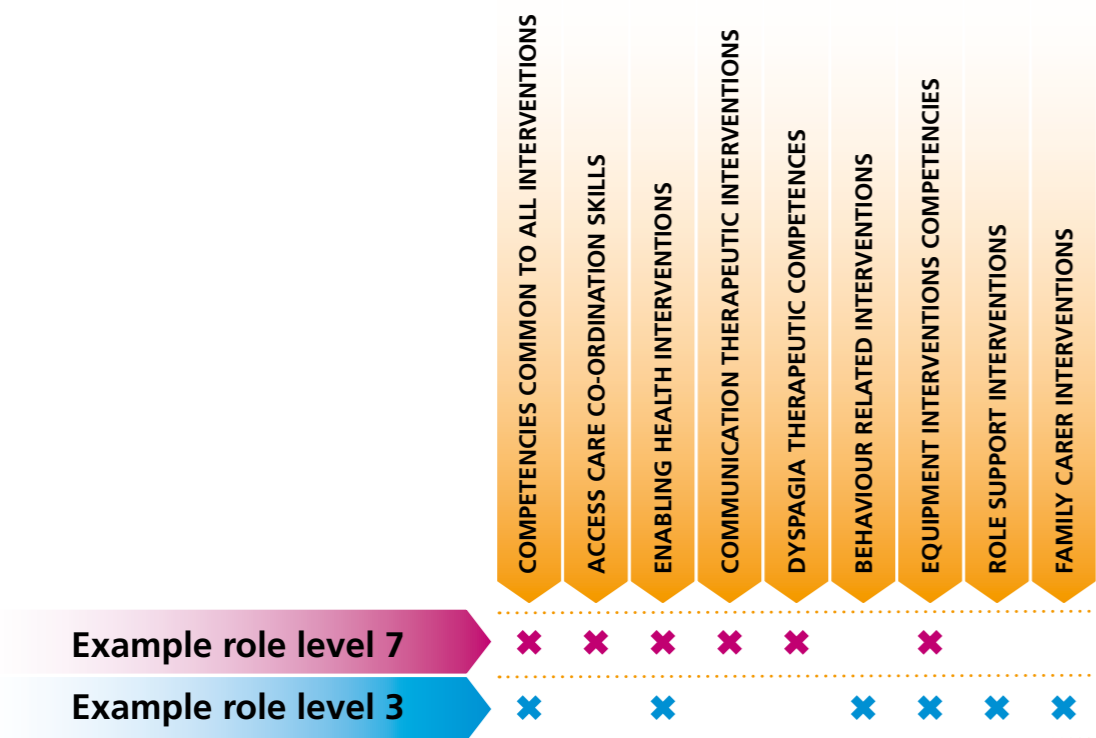 COMPETENCIES COMMON TO ALL INTERVENTIONS
ACCESS CARE CO-ORDINATION SKILLS
ENABLING HEALTH INTERVENTIONS
COMMUNICATION THERAPEUTIC INTERVENTIONS
DYSPAGIA THERAPEUTIC COMPETENCES
BEHAVIOUR RELATED INTERVENTIONS
EQUIPMENT INTERVENTIONS COMPETENCIES
ROLE SUPPORT INTERVENTIONS
FAMILY CARER INTERVENTIONS
Example role level 7
Example role level 3